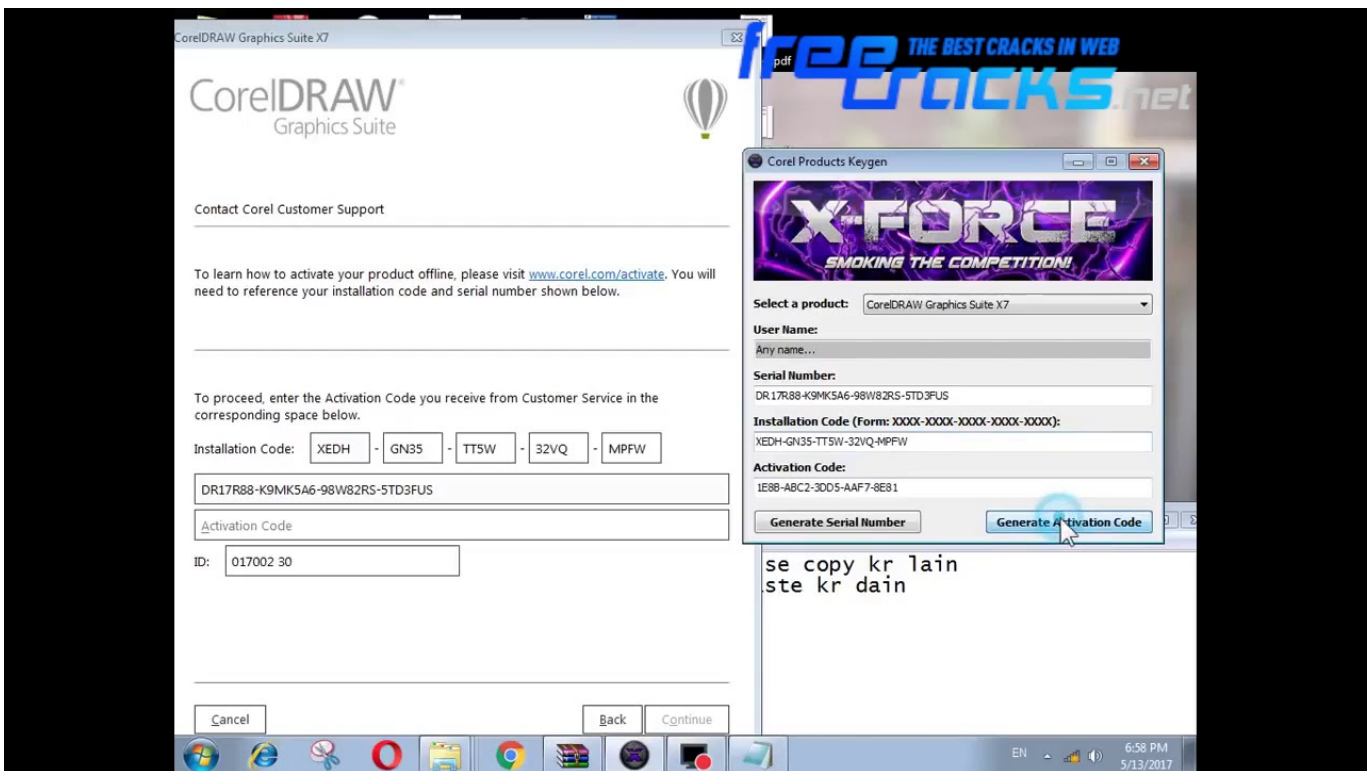 CorelDRAW Graphics Suite X7
free cracks.net
THE BEST CRACKS IN WEB
pdf
CorelDRAW®
Graphics Suite
Contact Corel Customer Support
To learn how to activate your product offline, please visit www.corel.com/activate. You will
need to reference your installation code and serial number shown below.
To proceed, enter the Activation Code you receive from Customer Service in the
corresponding space below.
Installation Code: XEDH - GN35 - TT5W - 32VQ - MPFW
DR17R88-K9MK5A6-98W82RS-5TD3FUS
Activation Code
ID: 017002 30
Cancel Back Continue
Corel Products Keygen
X-FORCE
SMOKING THE COMPETITION!
Select a product: CorelDRAW Graphics Suite X7
User Name:
Any name...
Serial Number:
DR17R88-K9MK5A6-98W82RS-5TD3FUS
Installation Code (Form: XXXX-XXXX-XXXX-XXXX-XXXX):
XEDH-GN35-TT5W-32VQ-MPFW
Activation Code:
1E8B-ABC2-3DD5-AAF7-8E81
Generate Serial Number Generate Activation Code
se copy kr lain
ste kr dain
EN 6:58 PM
5/13/2017